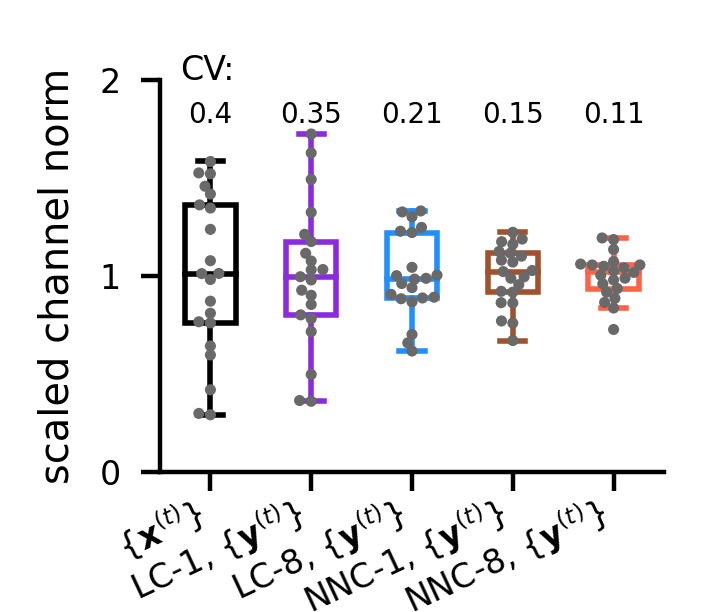 CV:
2
0.4 0.35 0.21 0.15 0.11
scaled channel norm
1
0
{𝐱⁽ᵗ⁾}
LC-1, {𝐲⁽ᵗ⁾}
LC-8, {𝐲⁽ᵗ⁾}
NNC-1, {𝐲⁽ᵗ⁾}
NNC-8, {𝐲⁽ᵗ⁾}